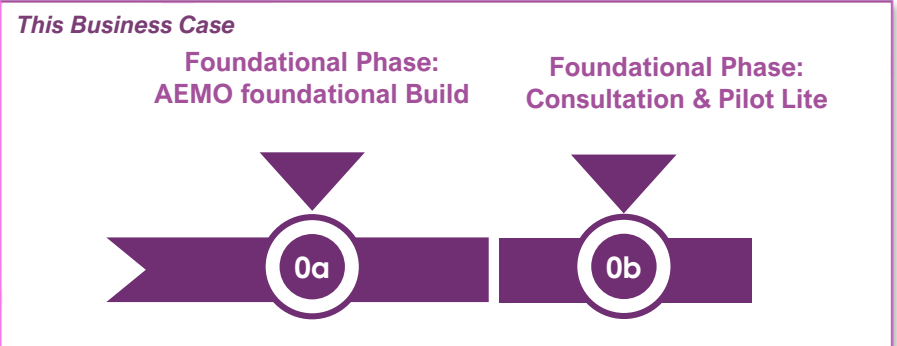 This Business Case
Foundational Phase:
AEMO foundational Build
Foundational Phase:
Consultation & Pilot Lite
0a
0b